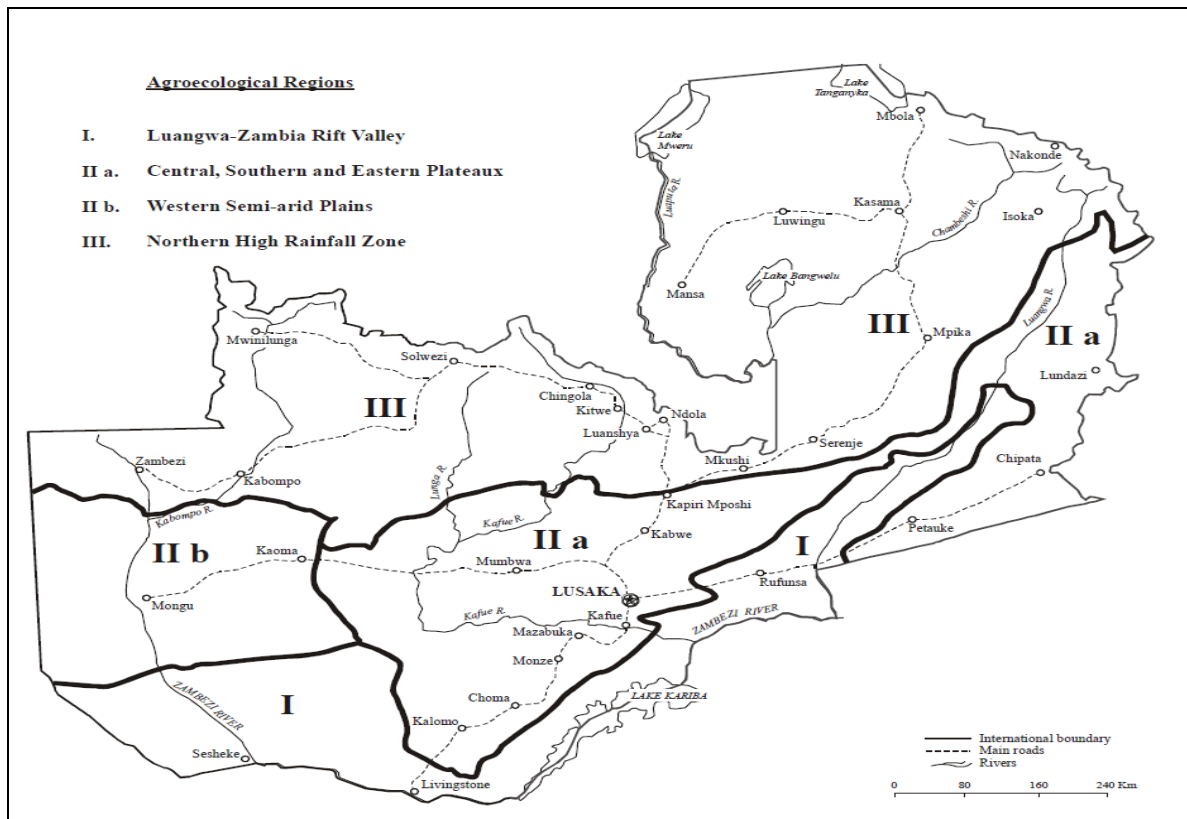 Agroecological Regions
I. Luangwa-Zambia Rift Valley
II a. Central, Southern and Eastern Plateaux
II b. Western Semi-arid Plains
III. Northern High Rainfall Zone
Lake
Tanganyika
Mbola
Lake
Mweru
Nakonde
Luapula R.
Kasama
Luwingu
Chambeshi R.
Isoka
Lake Bangwelu
Mansa
Luangwa R.
III
Mpika
II a
Mwinilunga
Solwezi
Lundazi
Chingola
III
Kitwe
Ndola
Luanshya
Serenje
Zambezi
Mkushi
Chipata
Kabompo
Lunga R.
Kapiri Mposhi
Kabompo R.
Kafue R.
Petauke
II a
Kabwe
II b
Kaoma
I
Mumbwa
Rufunsa
LUSAKA
Mongu
Kafue R.
Kafue
ZAMBEZI RIVER
Mazabuka
Monze
ZAMBEZI RIVER
I
Choma
LAKE KARIBA
Kalomo
Sesheke
Livingstone
International boundary
Main roads
Rivers
0 80 160 240 Km